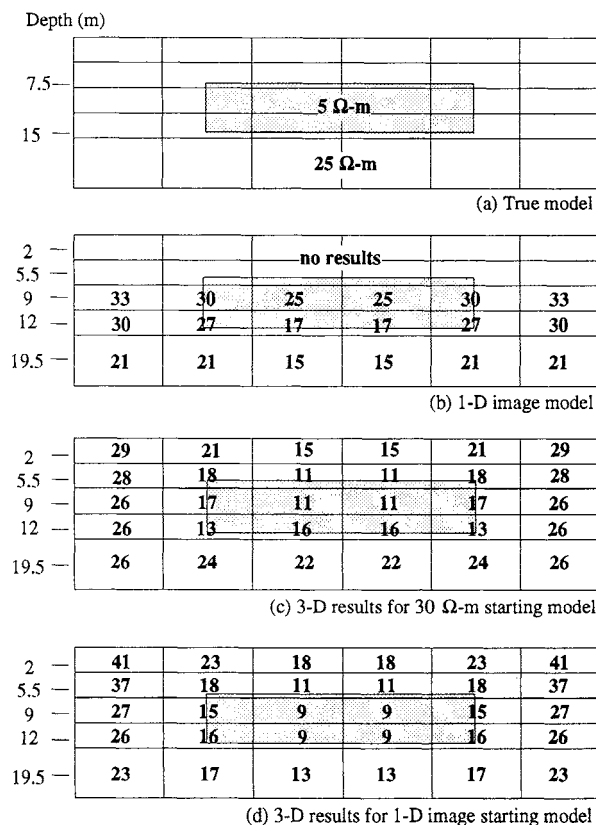 Depth (m)
7.5
5 Ω-m
15
25 Ω-m
(a) True model
2
no results
5.5
9 33 30 25 25 30 33
12 30 27 17 17 27 30
19.5 21 21 15 15 21 21
(b) 1-D image model
2 29 21 15 15 21 29
5.5 28 18 11 11 18 28
9 26 17 11 11 17 26
12 26 13 16 16 13 26
19.5 26 24 22 22 24 26
(c) 3-D results for 30 Ω-m starting model
2 41 23 18 18 23 41
5.5 37 18 11 11 18 37
9 27 15 9 9 15 27
12 26 16 9 9 16 26
19.5 23 17 13 13 17 23
(d) 3-D results for 1-D image starting model